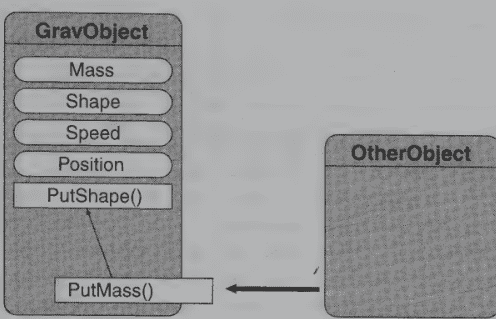 GravObject
Mass
Shape
Speed
Position
PutShape()
PutMass()
OtherObject